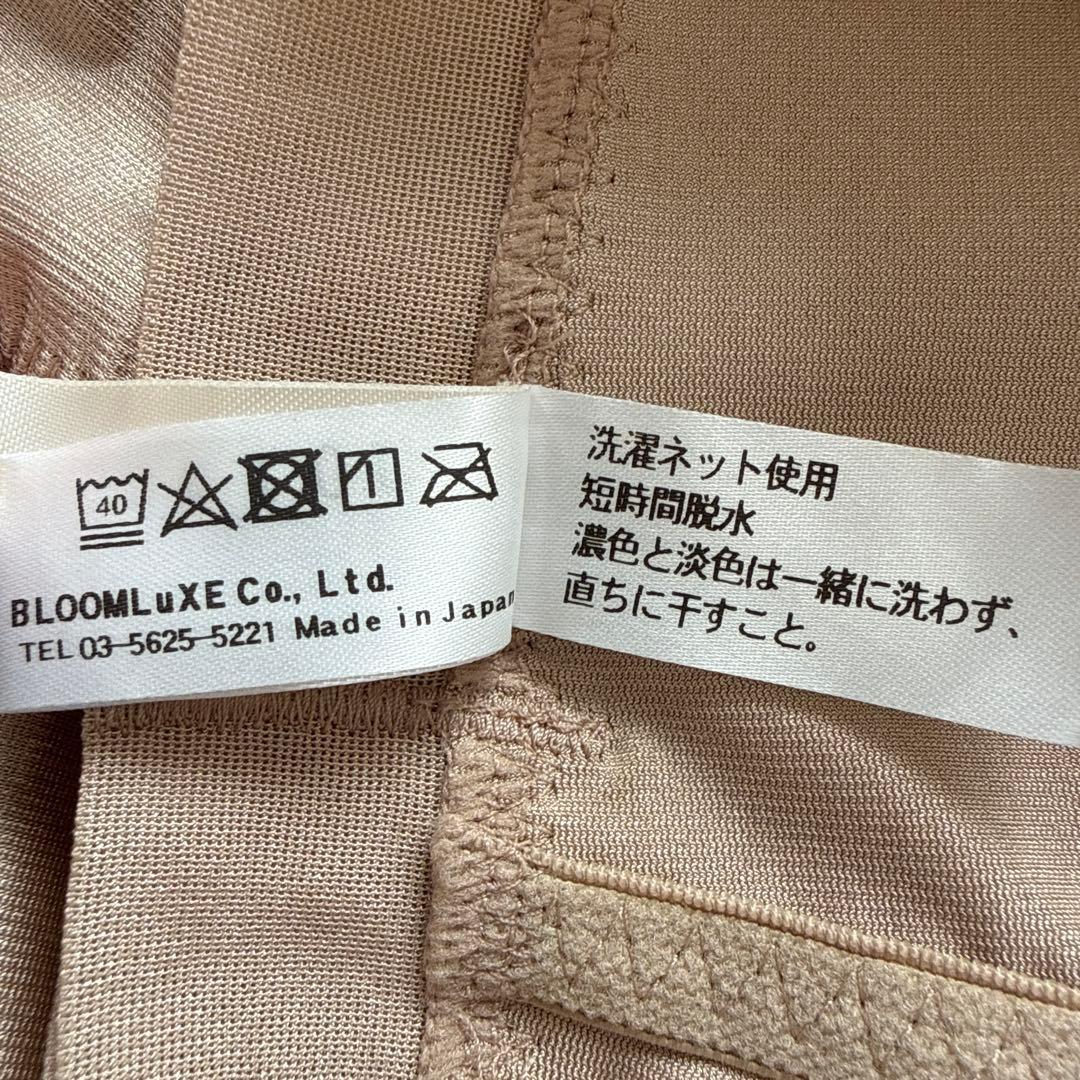 40
BLOOMLuXE Co., Ltd.
TEL 03-5625-5221 Made in Japan
洗濯ネット使用
短時間脱水
濃色と淡色は一緒に洗わず、
直ちに干すこと。